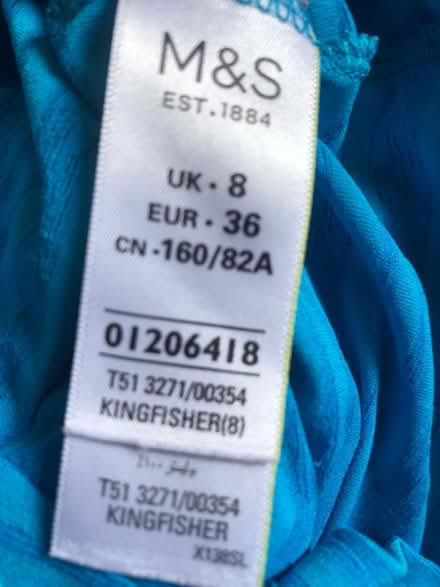 M&S
EST.1884
UK · 8
EUR · 36
CN ·160/82A
01206418
T51 3271/00354
KINGFISHER(8)
T51 3271/00354
KINGFISHER
X138SL